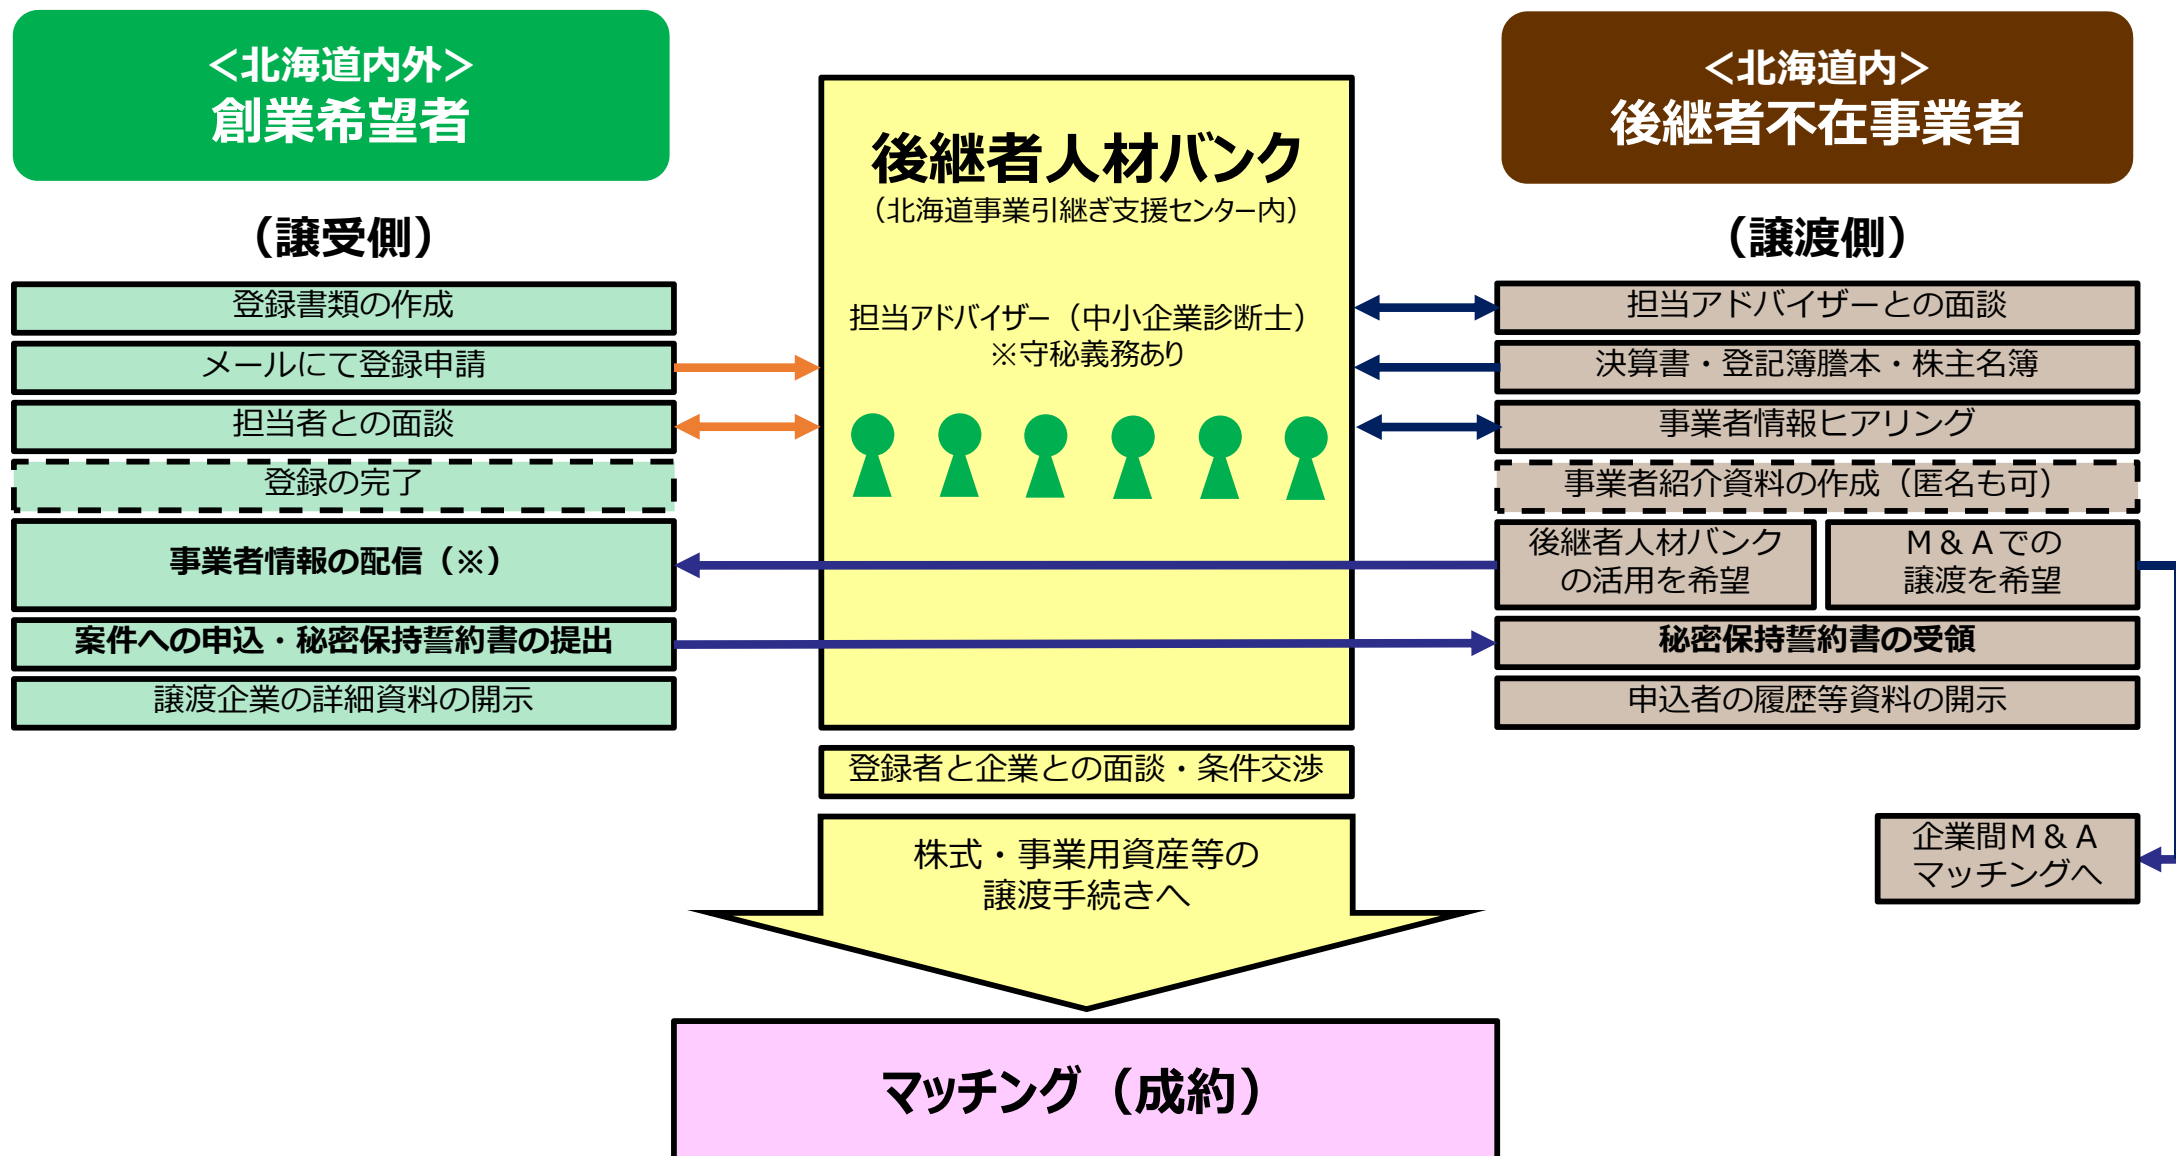 ＜北海道内外＞
創業希望者
（譲受側）
登録書類の作成
メールにて登録申請
担当者との面談
登録の完了
事業者情報の配信（※）
案件への申込・秘密保持誓約書の提出
譲渡企業の詳細資料の開示
後継者人材バンク
（北海道事業引継ぎ支援センター内）
担当アドバイザー（中小企業診断士）
※守秘義務あり
登録者と企業との面談・条件交渉
株式・事業用資産等の
譲渡手続きへ
マッチング（成約）
＜北海道内＞
後継者不在事業者
（譲渡側）
担当アドバイザーとの面談
決算書・登記簿謄本・株主名簿
事業者情報ヒアリング
事業者紹介資料の作成（匿名も可）
後継者人材バンク
の活用を希望
Ｍ＆Ａでの
譲渡を希望
秘密保持誓約書の受領
申込者の履歴等資料の開示
企業間Ｍ＆Ａ
マッチングへ